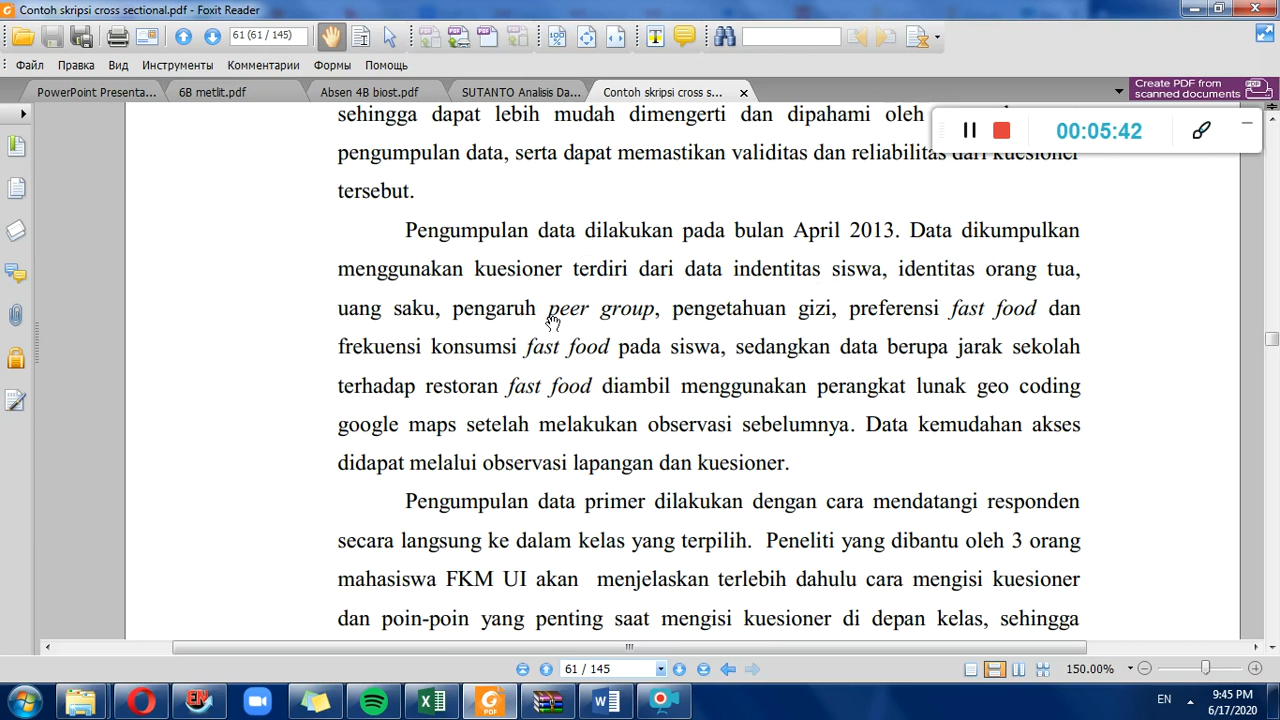 Contoh skripsi cross sectional.pdf - Foxit Reader
61 (61 / 145)
Файл Правка Вид Инструменты Комментарии Формы Помощь
PowerPoint Presenta... 6B metlit.pdf Absen 4B biost.pdf SUTANTO Analisis Da... Contoh skripsi cross s...
Create PDF from
scanned documents
00:05:42
sehingga dapat lebih mudah dimengerti dan dipahami oleh
pengumpulan data, serta dapat memastikan validitas dan reliabilitas dari kuesioner
tersebut.
Pengumpulan data dilakukan pada bulan April 2013. Data dikumpulkan
menggunakan kuesioner terdiri dari data indentitas siswa, identitas orang tua,
uang saku, pengaruh peer group, pengetahuan gizi, preferensi fast food dan
frekuensi konsumsi fast food pada siswa, sedangkan data berupa jarak sekolah
terhadap restoran fast food diambil menggunakan perangkat lunak geo coding
google maps setelah melakukan observasi sebelumnya. Data kemudahan akses
didapat melalui observasi lapangan dan kuesioner.
Pengumpulan data primer dilakukan dengan cara mendatangi responden
secara langsung ke dalam kelas yang terpilih. Peneliti yang dibantu oleh 3 orang
mahasiswa FKM UI akan menjelaskan terlebih dahulu cara mengisi kuesioner
dan poin-poin yang penting saat mengisi kuesioner di depan kelas, sehingga
61 / 145
150.00%
EN
9:45 PM
6/17/2020